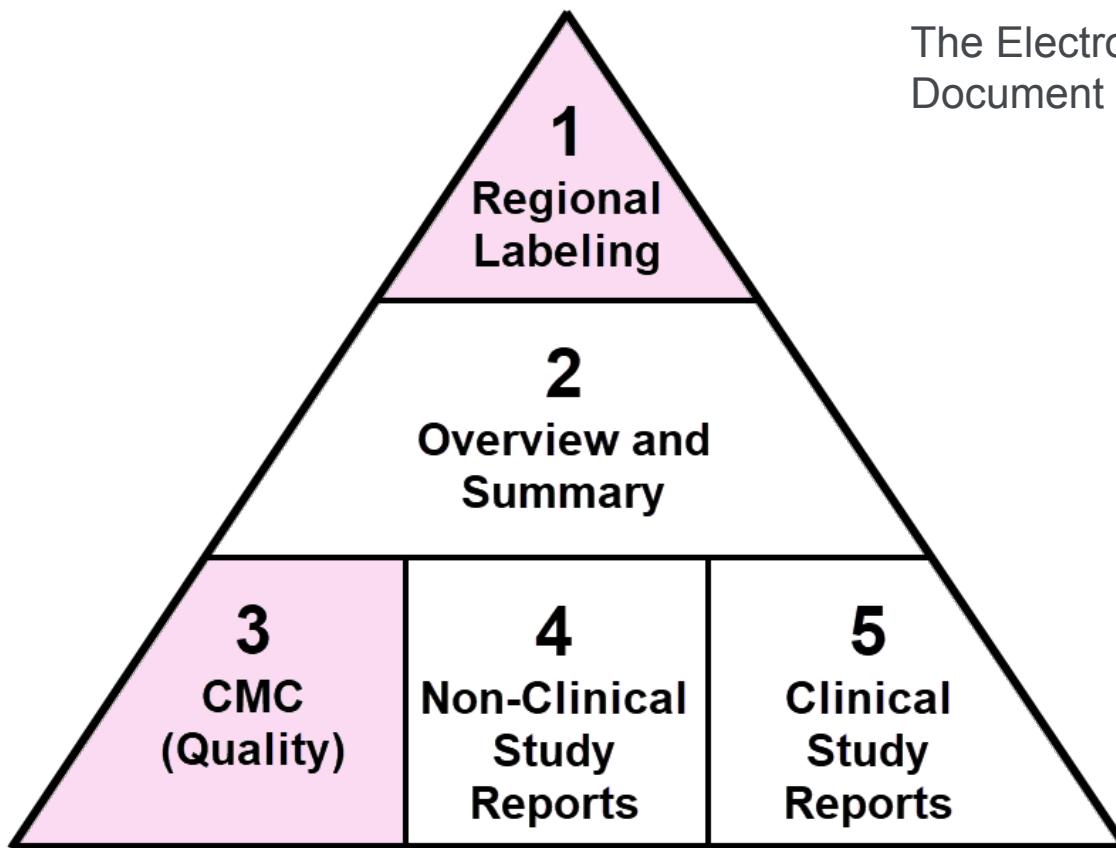 The Electro
Document
1
Regional
Labeling
2
Overview and
Summary
3
CMC
(Quality)
4
Non-Clinical
Study
Reports
5
Clinical
Study
Reports